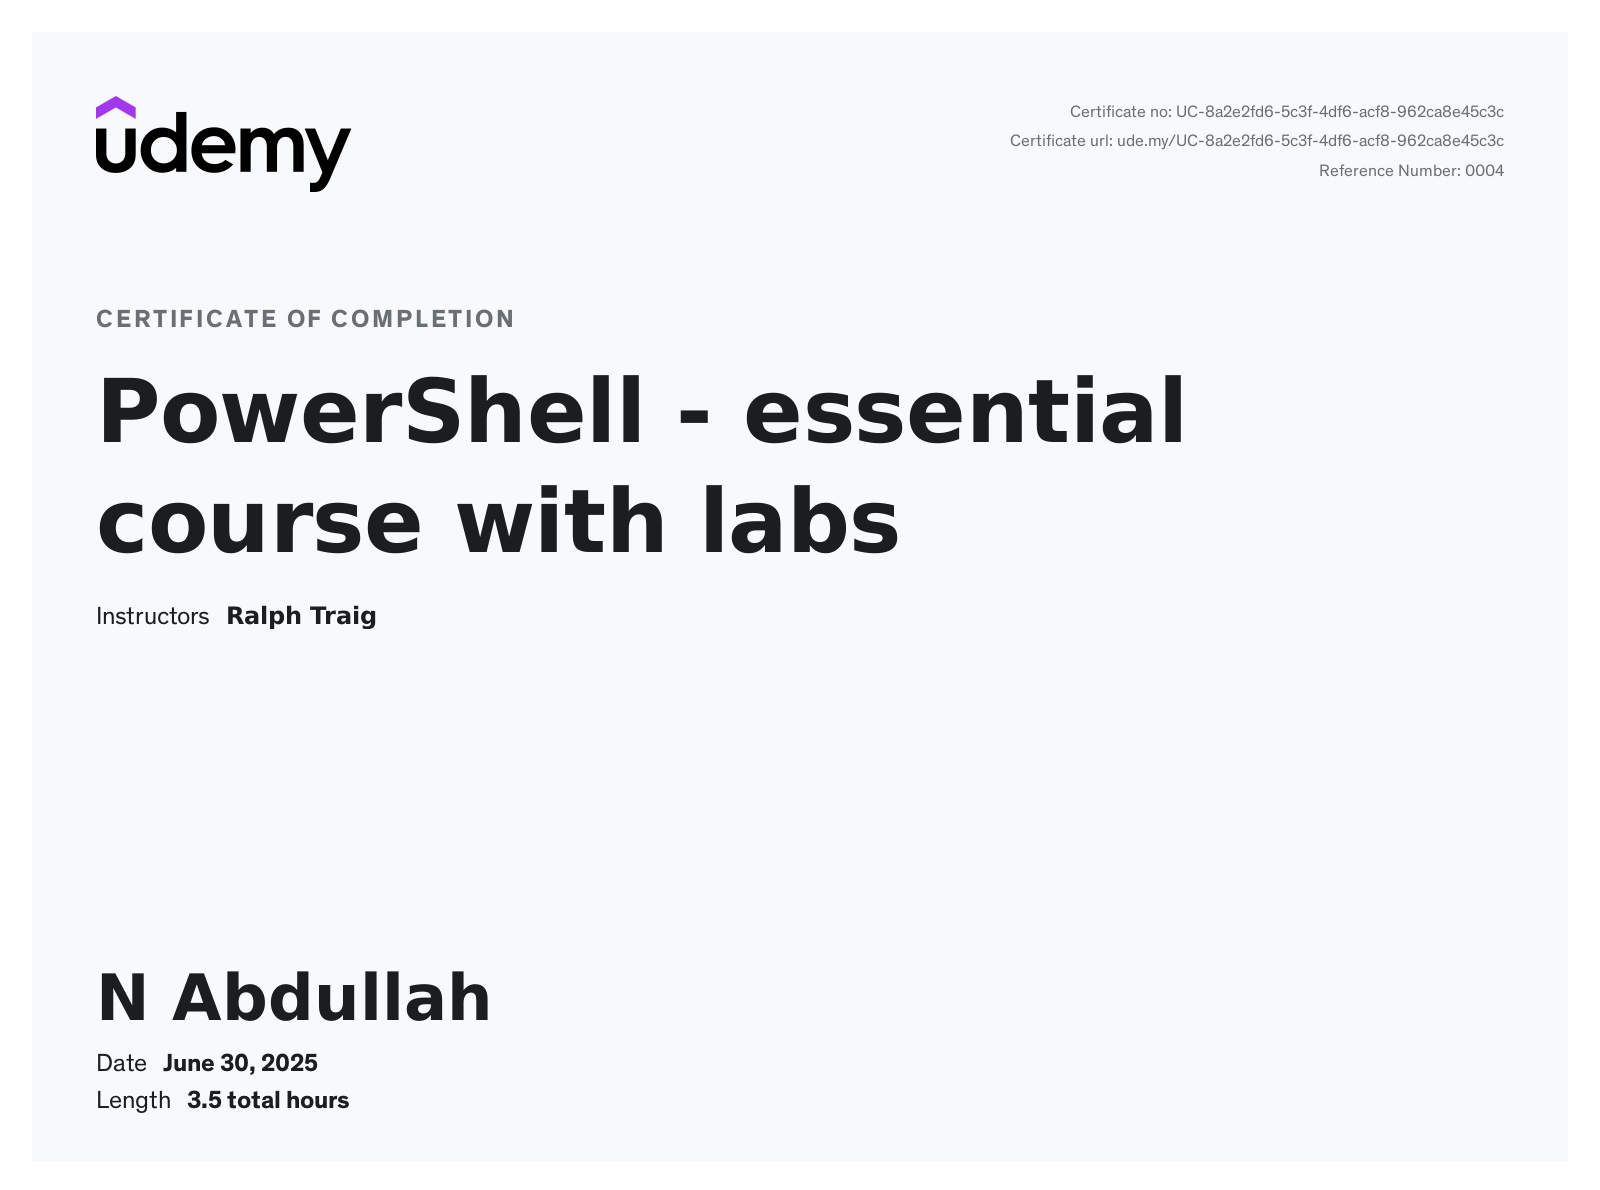 udemy
Certificate no: UC-8a2e2fd6-5c3f-4df6-acf8-962ca8e45c3c
Certificate url: ude.my/UC-8a2e2fd6-5c3f-4df6-acf8-962ca8e45c3c
Reference Number: 0004
CERTIFICATE OF COMPLETION
PowerShell - essential
course with labs
Instructors Ralph Traig
N Abdullah
Date June 30, 2025
Length 3.5 total hours